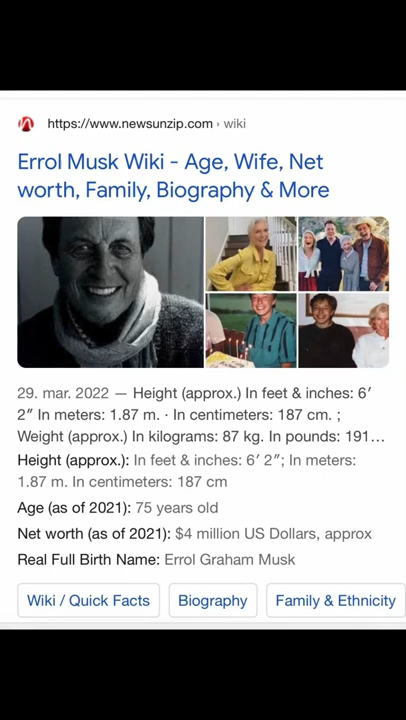 https://www.newsunzip.com › wiki
Errol Musk Wiki - Age, Wife, Net
worth, Family, Biography & More
29. mar. 2022 — Height (approx.) In feet & inches: 6′
2″ In meters: 1.87 m. · In centimeters: 187 cm. ;
Weight (approx.) In kilograms: 87 kg. In pounds: 191...
Height (approx.): In feet & inches: 6′ 2″; In meters:
1.87 m. In centimeters: 187 cm
Age (as of 2021): 75 years old
Net worth (as of 2021): $4 million US Dollars, approx
Real Full Birth Name: Errol Graham Musk
Wiki / Quick Facts
Biography
Family & Ethnicity